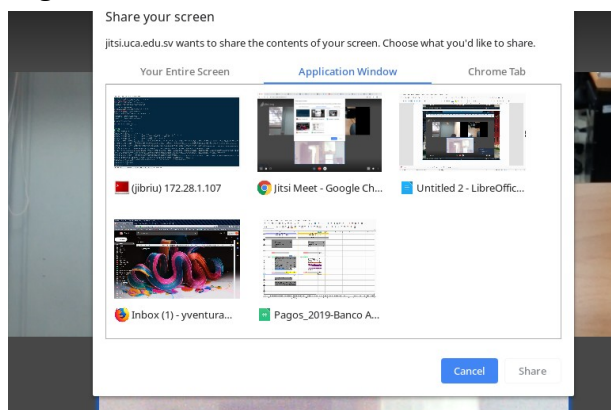 Share your screen
jitsi.uca.edu.sv wants to share the contents of your screen. Choose what you'd like to share.
Your Entire Screen
Application Window
Chrome Tab
(jibriu) 172.28.1.107
Jitsi Meet - Google Ch...
Untitled 2 - LibreOffic...
Inbox (1) - yventura...
Pagos_2019-Banco A...
Cancel
Share